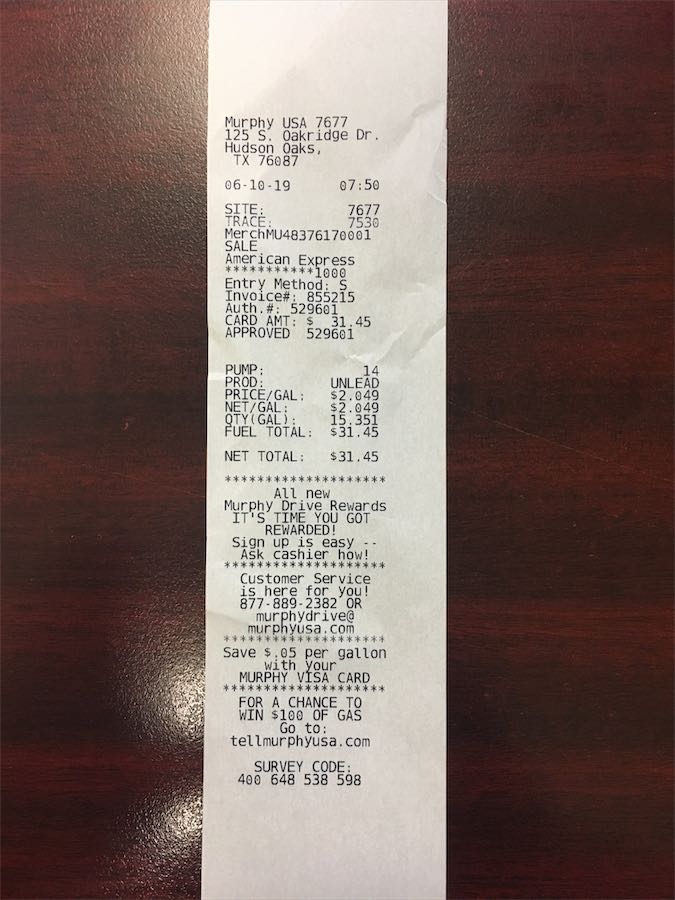 Murphy USA 7677
125 S. Oakridge Dr.
Hudson Oaks,
TX 76087
06-10-19 07:50
SITE: 7677
TRACE: 7530
MerchMU48376170001
SALE
American Express
***********1000
Entry Method: S
Invoice#: 855215
Auth.#: 529601
CARD AMT: $ 31.45
APPROVED 529601
PUMP: 14
PROD: UNLEAD
PRICE/GAL: $2.049
NET/GAL: $2.049
QTY(GAL): 15.351
FUEL TOTAL: $31.45
NET TOTAL: $31.45
********************
All new
Murphy Drive Rewards
IT'S TIME YOU GOT
REWARDED!
Sign up is easy --
Ask cashier how!
********************
Customer Service
is here for you!
877-889-2382 OR
murphydrive@
murphyusa.com
********************
Save $.05 per gallon
with your
MURPHY VISA CARD
********************
FOR A CHANCE TO
WIN $100 OF GAS
Go to:
tellmurphyusa.com
SURVEY CODE:
400 648 538 598